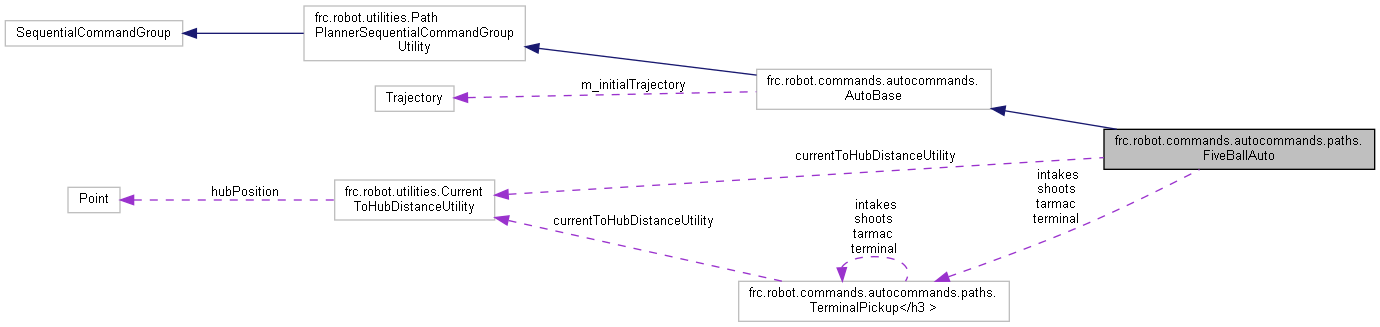 SequentialCommandGroup
frc.robot.utilities.Path
PlannerSequentialCommandGroup
Utility
Trajectory
m_initialTrajectory
frc.robot.commands.autocommands.
AutoBase
frc.robot.commands.autocommands.paths.
FiveBallAuto
currentToHubDistanceUtility
Point
hubPosition
frc.robot.utilities.Current
ToHubDistanceUtility
currentToHubDistanceUtility
intakes
shoots
tarmac
terminal
intakes
shoots
tarmac
terminal
frc.robot.commands.autocommands.paths.
TerminalPickup</h3 >